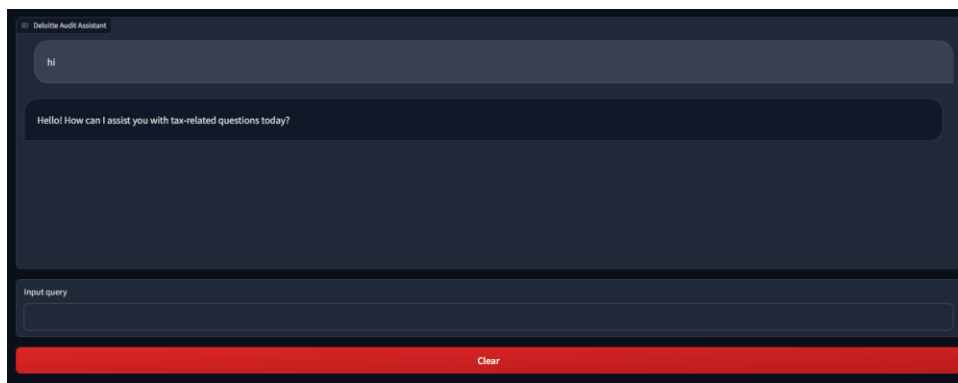 Deloitte Audit Assistant
hi
Hello! How can I assist you with tax-related questions today?
Input query
Clear